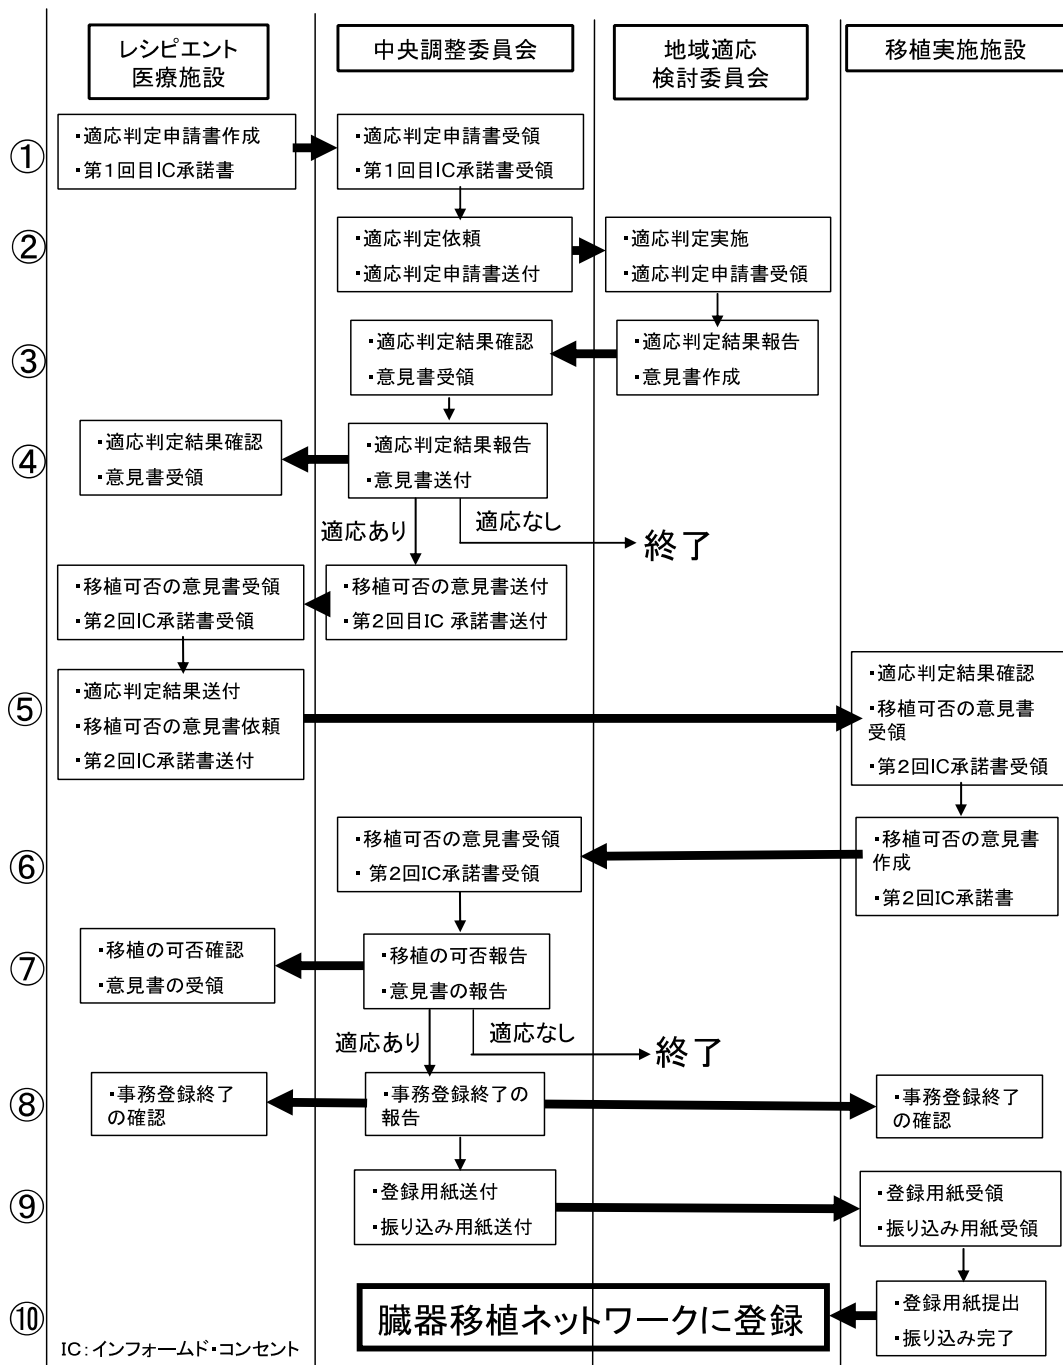 レシピエント
医療施設
中央調整委員会
地域適応
検討委員会
移植実施施設
①
・適応判定申請書作成
・第1回目IC承諾書
・適応判定申請書受領
・第1回目IC承諾書受領
②
・適応判定依頼
・適応判定申請書送付
・適応判定実施
・適応判定申請書受領
③
・適応判定結果確認
・意見書受領
・適応判定結果報告
・意見書作成
④
・適応判定結果確認
・意見書受領
・適応判定結果報告
・意見書送付
適応あり
適応なし
終了
・移植可否の意見書受領
・第2回IC承諾書受領
・移植可否の意見書送付
・第2回目IC 承諾書送付
⑤
・適応判定結果送付
・移植可否の意見書依頼
・第2回IC承諾書送付
・適応判定結果確認
・移植可否の意見書
受領
・第2回IC承諾書受領
⑥
・移植可否の意見書受領
・第2回IC承諾書受領
・移植可否の意見書
作成
・第2回IC承諾書
⑦
・移植の可否確認
・意見書の受領
・移植の可否報告
・意見書の報告
適応あり
適応なし
終了
⑧
・事務登録終了
の確認
・事務登録終了の
報告
・事務登録終了
の確認
⑨
・登録用紙送付
・振り込み用紙送付
・登録用紙受領
・振り込み用紙受領
⑩
臓器移植ネットワークに登録
・登録用紙提出
・振り込み完了
IC：インフォームド・コンセント